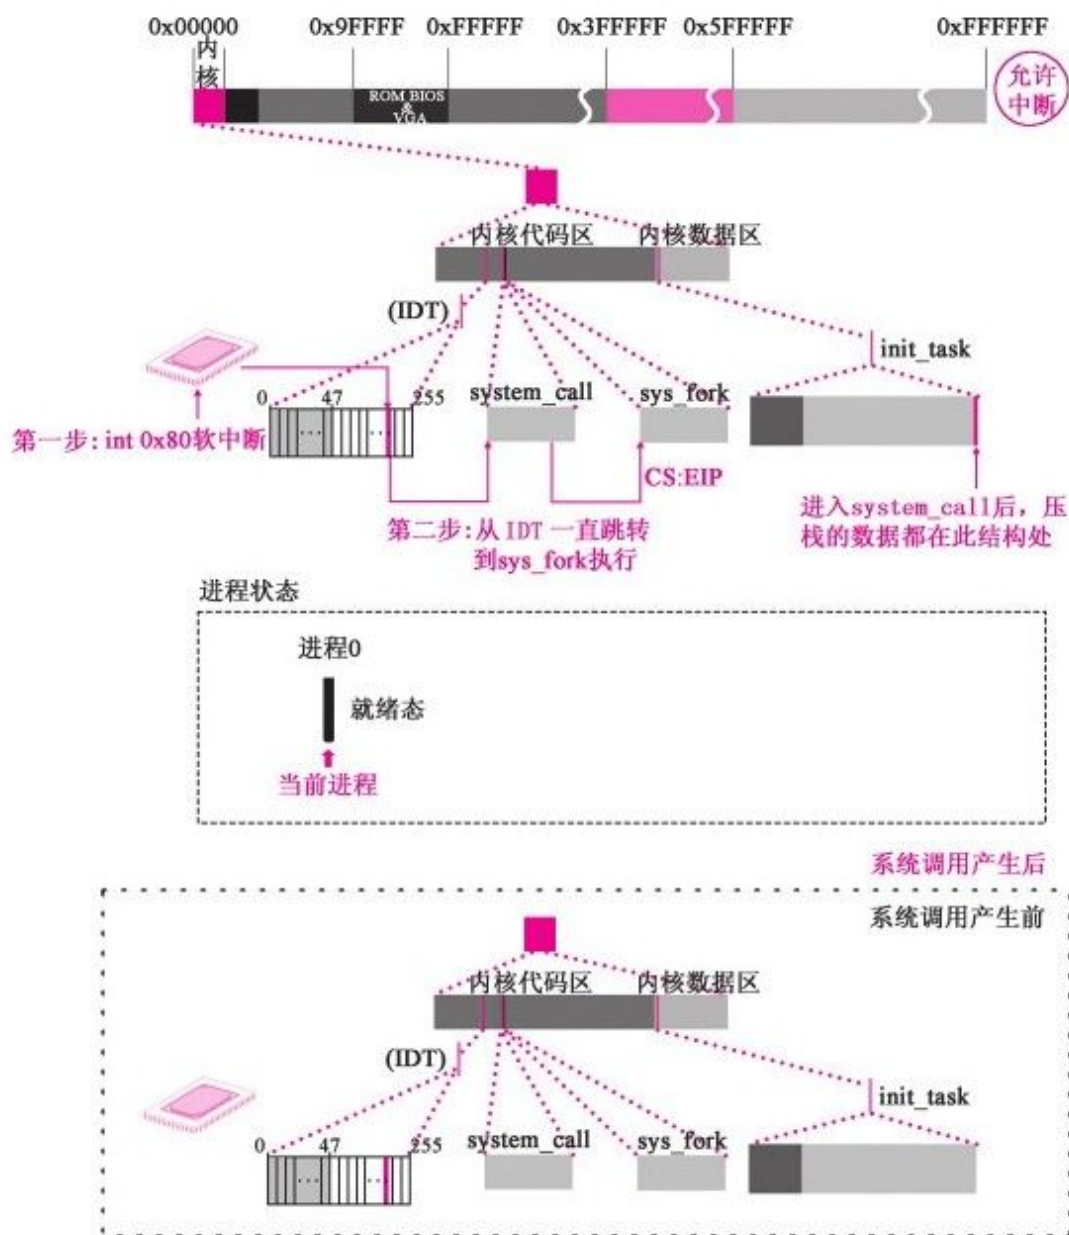 0x00000 0x9FFFF 0xFFFFF 0x3FFFFF 0x5FFFFF 0xFFFFFF
内
核
ROM BIOS
&
VGA
允许
中断
内核代码区 内核数据区
(IDT)
init_task
0 47 255 system_call sys_fork
... ...
第一步: int 0x80软中断
CS:EIP
第二步: 从 IDT 一直跳转
到sys_fork执行
进入system_call后，压
栈的数据都在此结构处
进程状态
进程0
就绪态
当前进程
系统调用产生后
系统调用产生前
内核代码区 内核数据区
(IDT)
init_task
0 47 255 system_call sys_fork
... ...